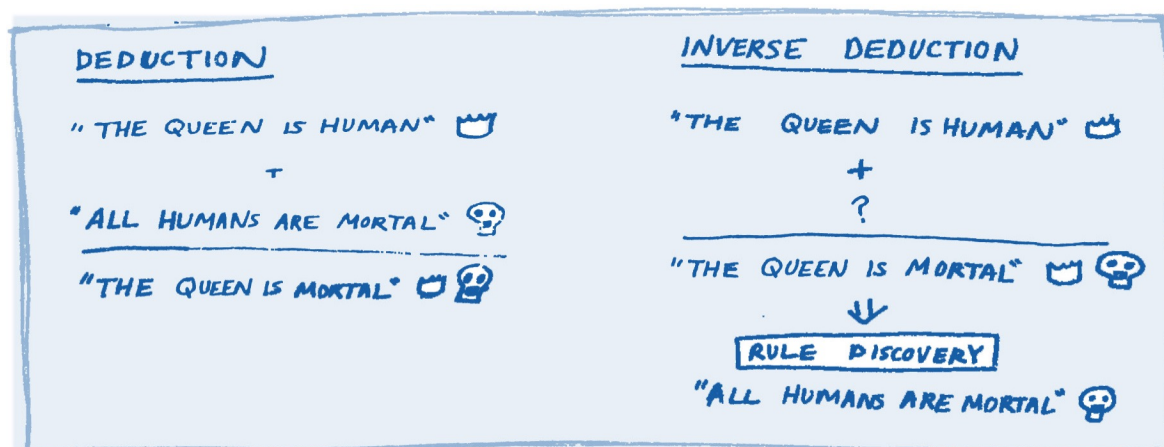 DEDUCTION
"THE QUEEN IS HUMAN"
+
"ALL HUMANS ARE MORTAL"
"THE QUEEN IS MORTAL"
INVERSE DEDUCTION
"THE QUEEN IS HUMAN"
+
?
"THE QUEEN IS MORTAL"
RULE DISCOVERY
"ALL HUMANS ARE MORTAL"